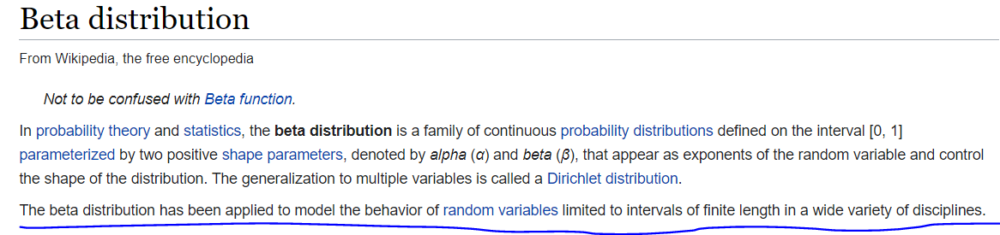 Beta distribution
From Wikipedia, the free encyclopedia
Not to be confused with Beta function.
In probability theory and statistics, the beta distribution is a family of continuous probability distributions defined on the interval [0, 1]
parameterized by two positive shape parameters, denoted by alpha (α) and beta (β), that appear as exponents of the random variable and control
the shape of the distribution. The generalization to multiple variables is called a Dirichlet distribution.
The beta distribution has been applied to model the behavior of random variables limited to intervals of finite length in a wide variety of disciplines.